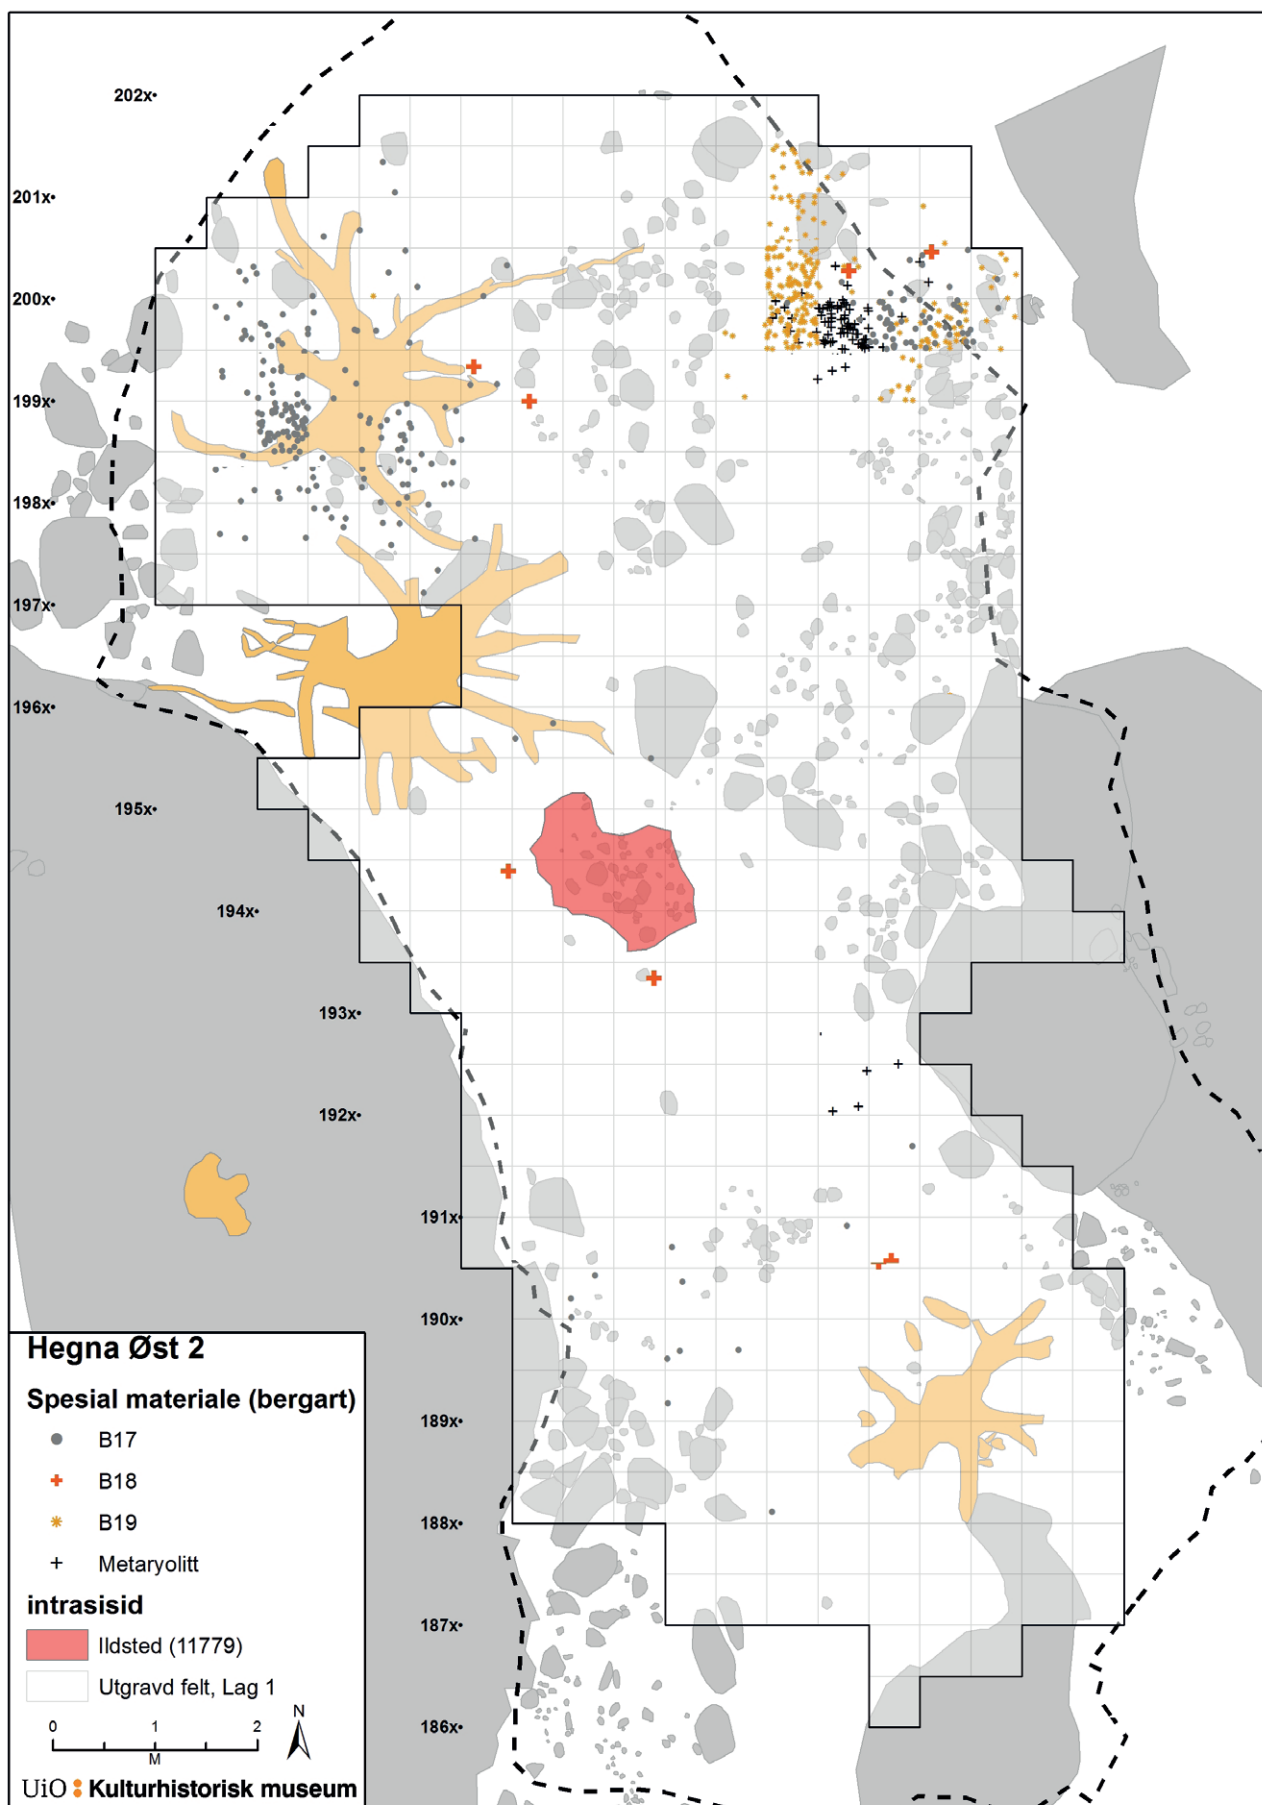 202x
201x
200x
199x
198x
197x
196x
195x
194x
193x
192x
191x
190x
189x
188x
187x
186x
Hegna Øst 2
Spesial materiale (bergart)
B17
B18
B19
Metaryolitt
intrasisid
Ildsted (11779)
Utgravd felt, Lag 1
N
0 1 2
M
UiO Kulturhistorisk museum